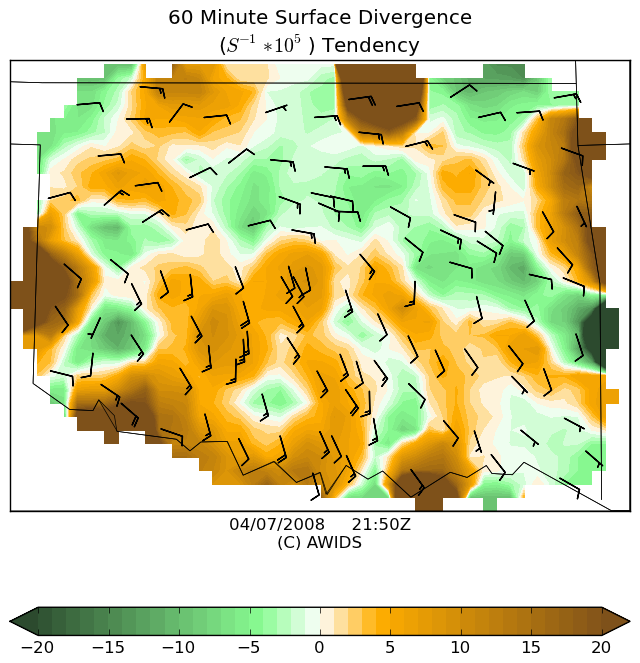 60 Minute Surface Divergence
(S⁻¹ * 10⁵ ) Tendency
04/07/2008 21:50Z
(C) AWIDS
−20 −15 −10 −5 0 5 10 15 20